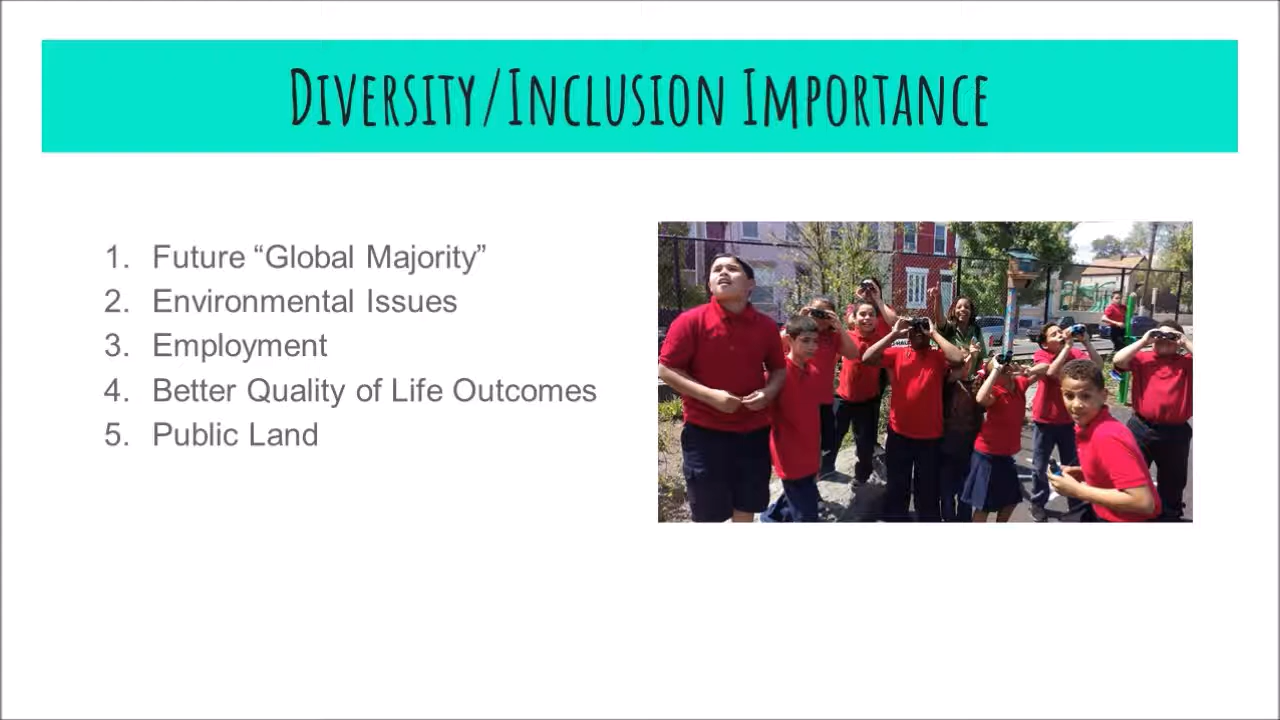 Diversity/Inclusion Importance
1. Future “Global Majority”
2. Environmental Issues
3. Employment
4. Better Quality of Life Outcomes
5. Public Land